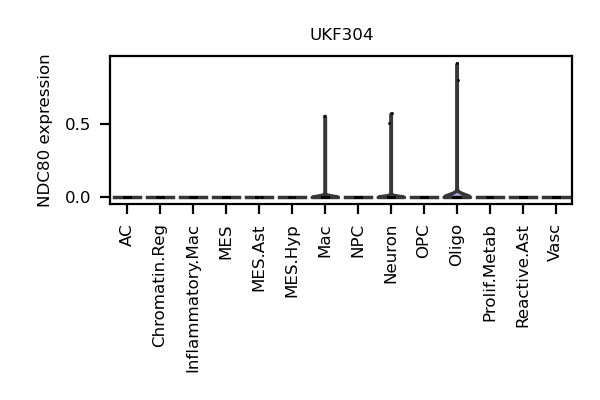 UKF304
NDC80 expression
0.5
0.0
AC
Chromatin.Reg
Inflammatory.Mac
MES
MES.Ast
MES.Hyp
Mac
NPC
Neuron
OPC
Oligo
Prolif.Metab
Reactive.Ast
Vasc